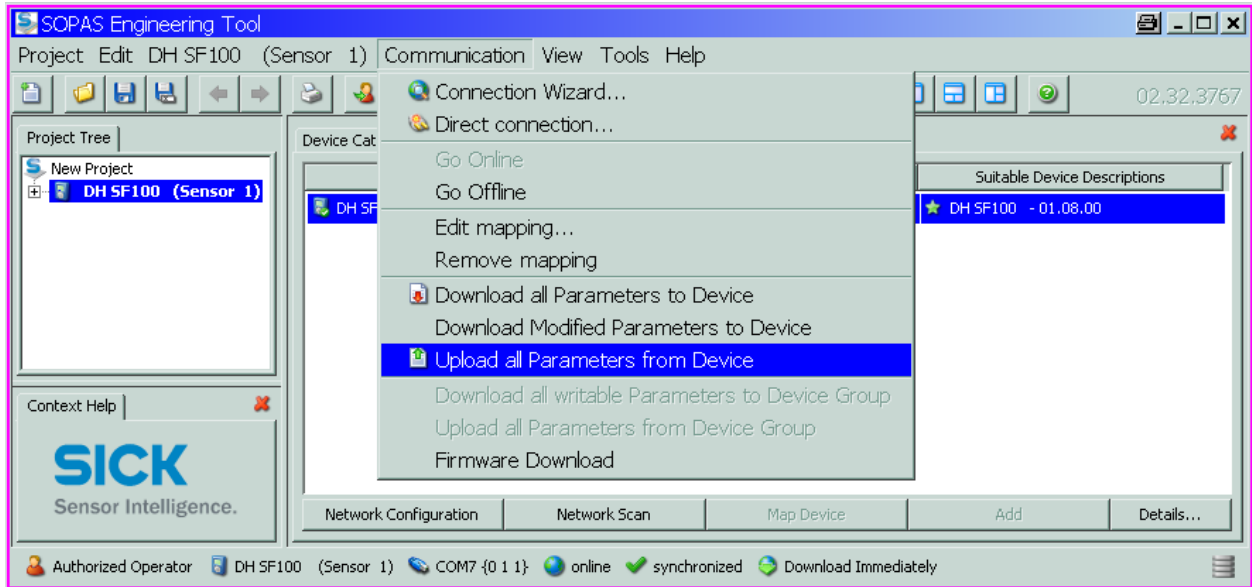 SOPAS Engineering Tool
Project Edit DH SF100 (Sensor 1) Communication View Tools Help
02.32.3767
Project Tree
New Project
DH SF100 (Sensor 1)
Context Help
SICK
Sensor Intelligence.
Device Cat
Connection Wizard...
Direct connection...
Go Online
Go Offline
Edit mapping...
Remove mapping
Download all Parameters to Device
Download Modified Parameters to Device
Upload all Parameters from Device
Download all writable Parameters to Device Group
Upload all Parameters from Device Group
Firmware Download
Suitable Device Descriptions
DH SF
DH SF100 - 01.08.00
Network Configuration Network Scan Map Device Add Details...
Authorized Operator DH SF100 (Sensor 1) COM7 {0 1 1} online synchronized Download Immediately